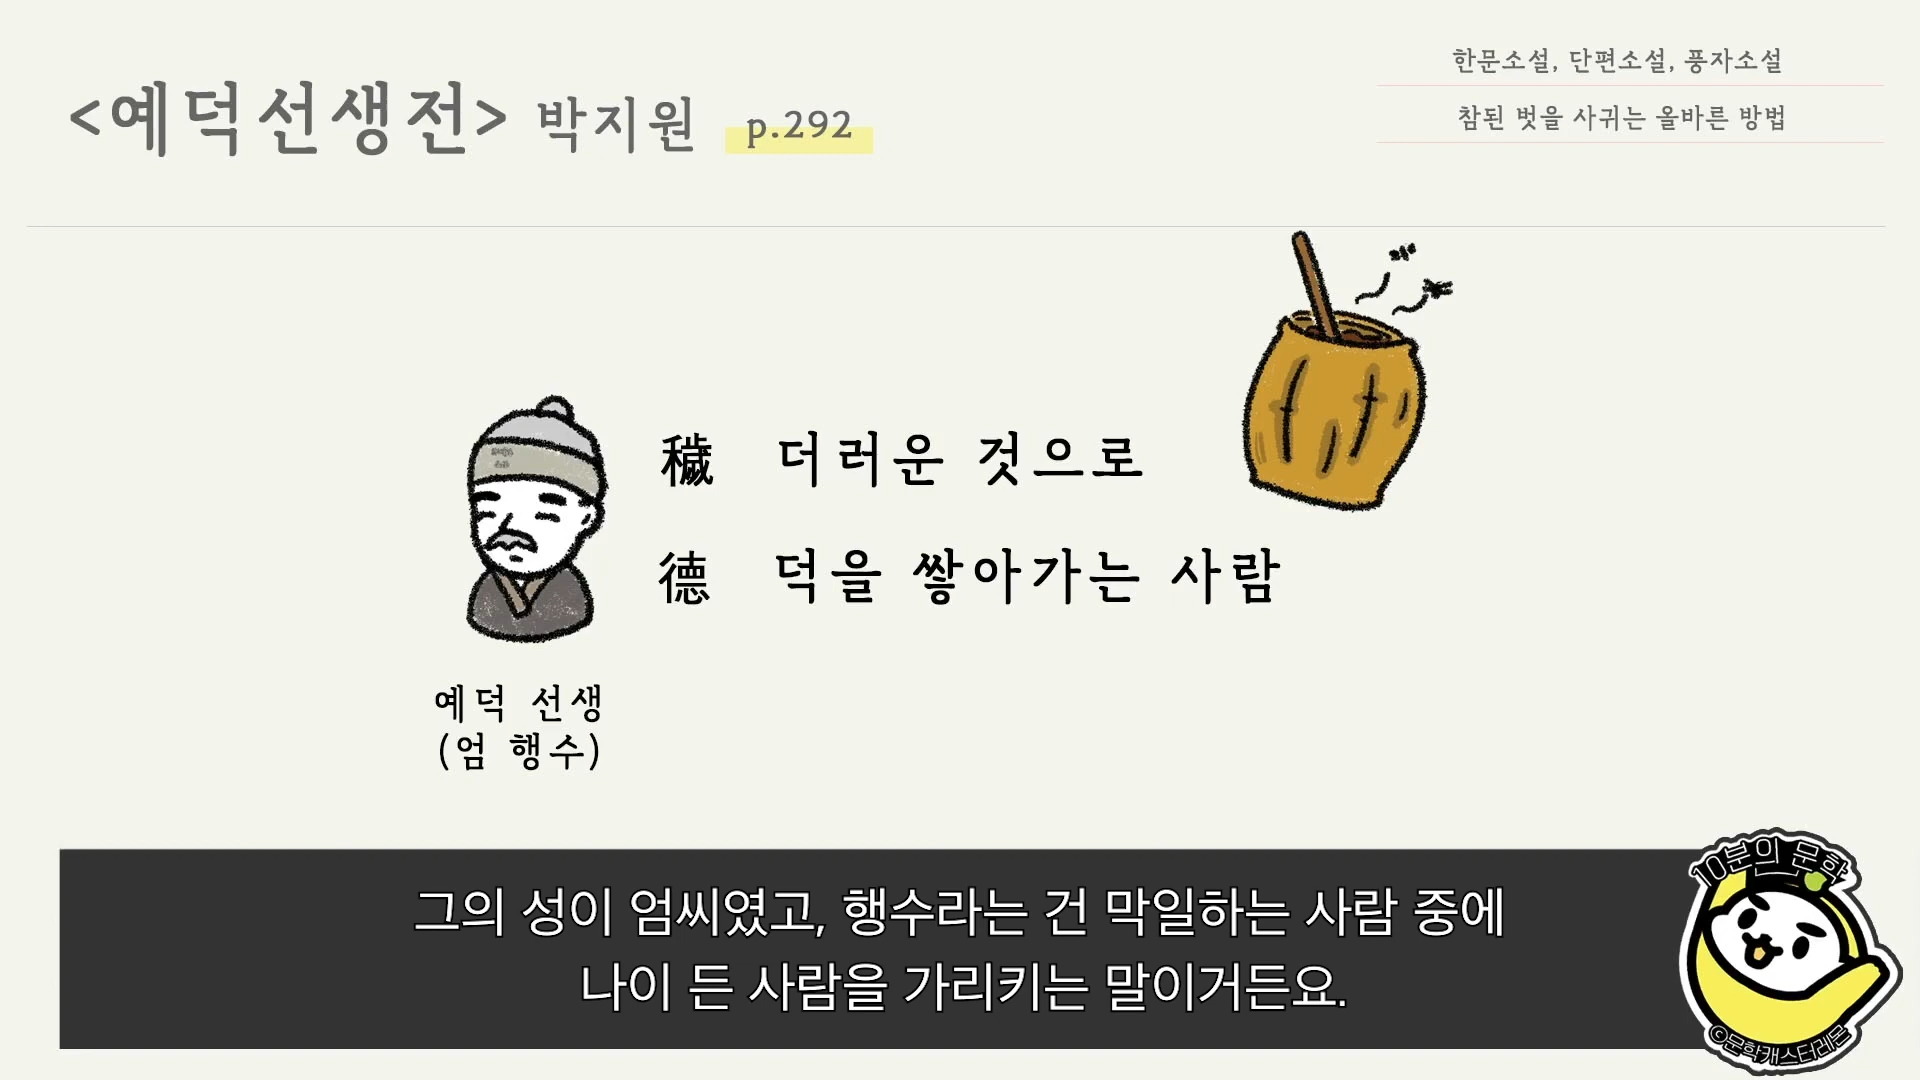 <예덕선생전> 박지원 p.292
한문소설, 단편소설, 풍자소설
참된 벗을 사귀는 올바른 방법
穢 더러운 것으로
德 덕을 쌓아가는 사람
예덕 선생
(엄 행수)
그의 성이 엄씨였고, 행수라는 건 막일하는 사람 중에
나이 든 사람을 가리키는 말이거든요.
10분의 문학
©문학캐스터레몬